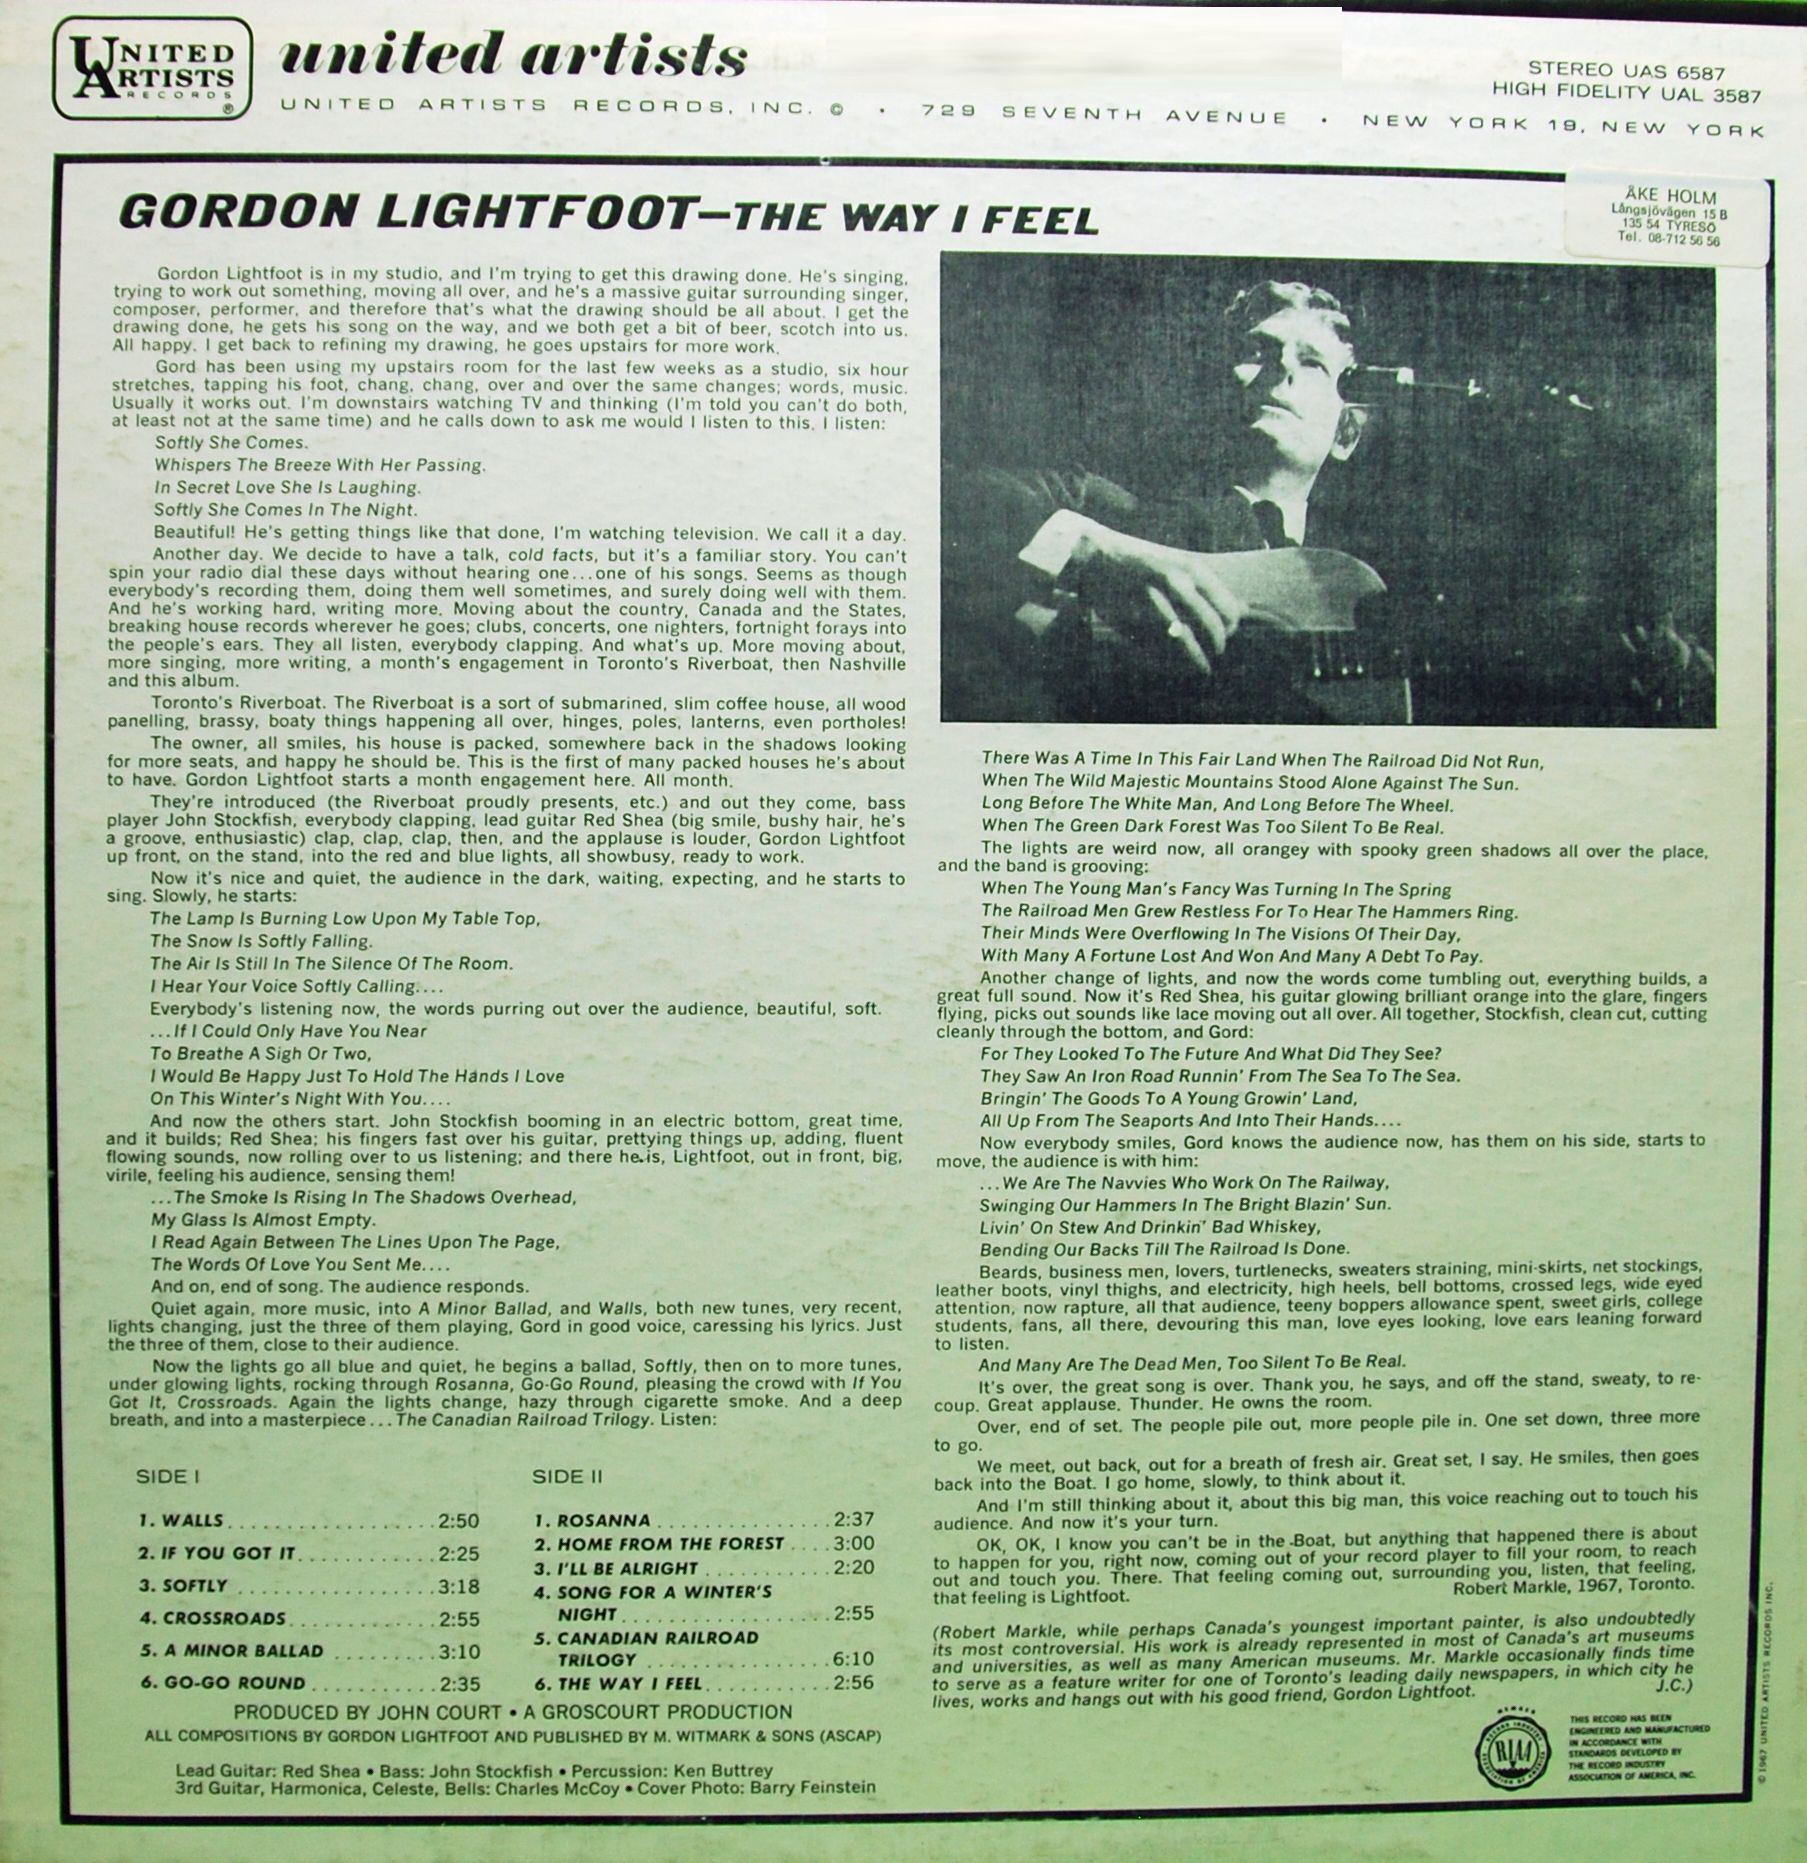 UNITED
ARTISTS
RECORDS
®
united artists
UNITED ARTISTS RECORDS, INC. © • 729 SEVENTH AVENUE • NEW YORK 19, NEW YORK
STEREO UAS 6587
HIGH FIDELITY UAL 3587
GORDON LIGHTFOOT—THE WAY I FEEL
ÅKE HOLM
Långsjövägen 15 B
135 54 TYRESÖ
Tel. 08-712 56 56
Gordon Lightfoot is in my studio, and I'm trying to get this drawing done. He's singing,
trying to work out something, moving all over, and he's a massive guitar surrounding singer,
composer, performer, and therefore that's what the drawing should be all about. I get the
drawing done, he gets his song on the way, and we both get a bit of beer, scotch into us.
All happy. I get back to refining my drawing, he goes upstairs for more work.
Gord has been using my upstairs room for the last few weeks as a studio, six hour
stretches, tapping his foot, chang, chang, over and over the same changes; words, music.
Usually it works out. I'm downstairs watching TV and thinking (I'm told you can't do both,
at least not at the same time) and he calls down to ask me would I listen to this. I listen:
Softly She Comes.
Whispers The Breeze With Her Passing.
In Secret Love She Is Laughing.
Softly She Comes In The Night.
Beautiful! He's getting things like that done, I'm watching television. We call it a day.
Another day. We decide to have a talk, cold facts, but it's a familiar story. You can't
spin your radio dial these days without hearing one...one of his songs. Seems as though
everybody's recording them, doing them well sometimes, and surely doing well with them.
And he's working hard, writing more. Moving about the country, Canada and the States,
breaking house records wherever he goes; clubs, concerts, one nighters, fortnight forays into
the people's ears. They all listen, everybody clapping. And what's up. More moving about,
more singing, more writing, a month's engagement in Toronto's Riverboat, then Nashville
and this album.
Toronto's Riverboat. The Riverboat is a sort of submarined, slim coffee house, all wood
panelling, brassy, boaty things happening all over, hinges, poles, lanterns, even portholes!
The owner, all smiles, his house is packed, somewhere back in the shadows looking
for more seats, and happy he should be. This is the first of many packed houses he's about
to have. Gordon Lightfoot starts a month engagement here. All month.
They're introduced (the Riverboat proudly presents, etc.) and out they come, bass
player John Stockfish, everybody clapping, lead guitar Red Shea (big smile, bushy hair, he's
a groove, enthusiastic) clap, clap, clap, then, and the applause is louder, Gordon Lightfoot
up front, on the stand, into the red and blue lights, all showbusy, ready to work.
Now it's nice and quiet, the audience in the dark, waiting, expecting, and he starts to
sing. Slowly, he starts:
The Lamp Is Burning Low Upon My Table Top,
The Snow Is Softly Falling.
The Air Is Still In The Silence Of The Room.
I Hear Your Voice Softly Calling....
Everybody's listening now, the words purring out over the audience, beautiful, soft.
...If I Could Only Have You Near
To Breathe A Sigh Or Two,
I Would Be Happy Just To Hold The Hands I Love
On This Winter's Night With You....
And now the others start. John Stockfish booming in an electric bottom, great time,
and it builds; Red Shea; his fingers fast over his guitar, prettying things up, adding, fluent
flowing sounds, now rolling over to us listening; and there he is, Lightfoot, out in front, big,
virile, feeling his audience, sensing them!
...The Smoke Is Rising In The Shadows Overhead,
My Glass Is Almost Empty.
I Read Again Between The Lines Upon The Page,
The Words Of Love You Sent Me....
And on, end of song. The audience responds.
Quiet again, more music, into A Minor Ballad, and Walls, both new tunes, very recent,
lights changing, just the three of them playing, Gord in good voice, caressing his lyrics. Just
the three of them, close to their audience.
Now the lights go all blue and quiet, he begins a ballad, Softly, then on to more tunes,
under glowing lights, rocking through Rosanna, Go-Go Round, pleasing the crowd with If You
Got It, Crossroads. Again the lights change, hazy through cigarette smoke. And a deep
breath, and into a masterpiece...The Canadian Railroad Trilogy. Listen:
There Was A Time In This Fair Land When The Railroad Did Not Run,
When The Wild Majestic Mountains Stood Alone Against The Sun.
Long Before The White Man, And Long Before The Wheel.
When The Green Dark Forest Was Too Silent To Be Real.
The lights are weird now, all orangey with spooky green shadows all over the place,
and the band is grooving:
When The Young Man's Fancy Was Turning In The Spring
The Railroad Men Grew Restless For To Hear The Hammers Ring.
Their Minds Were Overflowing In The Visions Of Their Day,
With Many A Fortune Lost And Won And Many A Debt To Pay.
Another change of lights, and now the words come tumbling out, everything builds, a
great full sound. Now it's Red Shea, his guitar glowing brilliant orange into the glare, fingers
flying, picks out sounds like lace moving out all over. All together, Stockfish, clean cut, cutting
cleanly through the bottom, and Gord:
For They Looked To The Future And What Did They See?
They Saw An Iron Road Runnin' From The Sea To The Sea.
Bringin' The Goods To A Young Growin' Land,
All Up From The Seaports And Into Their Hands....
Now everybody smiles, Gord knows the audience now, has them on his side, starts to
move, the audience is with him:
...We Are The Navvies Who Work On The Railway,
Swinging Our Hammers In The Bright Blazin' Sun.
Livin' On Stew And Drinkin' Bad Whiskey,
Bending Our Backs Till The Railroad Is Done.
Beards, business men, lovers, turtlenecks, sweaters straining, mini-skirts, net stockings,
leather boots, vinyl thighs, and electricity, high heels, bell bottoms, crossed legs, wide eyed
attention, now rapture, all that audience, teeny boppers allowance spent, sweet girls, college
students, fans, all there, devouring this man, love eyes looking, love ears leaning forward
to listen.
And Many Are The Dead Men, Too Silent To Be Real.
It's over, the great song is over. Thank you, he says, and off the stand, sweaty, to re-
coup. Great applause. Thunder. He owns the room.
Over, end of set. The people pile out, more people pile in. One set down, three more
to go.
We meet, out back, out for a breath of fresh air. Great set, I say. He smiles, then goes
back into the Boat. I go home, slowly, to think about it.
And I'm still thinking about it, about this big man, this voice reaching out to touch his
audience. And now it's your turn.
OK, OK, I know you can't be in the Boat, but anything that happened there is about
to happen for you, right now, coming out of your record player to fill your room, to reach
out and touch you. There. That feeling coming out, surrounding you, listen, that feeling,
that feeling is Lightfoot.
Robert Markle, 1967, Toronto.
(Robert Markle, while perhaps Canada's youngest important painter, is also undoubtedly
its most controversial. His work is already represented in most of Canada's art museums
and universities, as well as many American museums. Mr. Markle occasionally finds time
to serve as a feature writer for one of Toronto's leading daily newspapers, in which city he
lives, works and hangs out with his good friend, Gordon Lightfoot. J.C.)
SIDE I
1. WALLS 2:50
2. IF YOU GOT IT 2:25
3. SOFTLY 3:18
4. CROSSROADS 2:55
5. A MINOR BALLAD 3:10
6. GO-GO ROUND 2:35
SIDE II
1. ROSANNA 2:37
2. HOME FROM THE FOREST 3:00
3. I'LL BE ALRIGHT 2:20
4. SONG FOR A WINTER'S
NIGHT 2:55
5. CANADIAN RAILROAD
TRILOGY 6:10
6. THE WAY I FEEL 2:56
PRODUCED BY JOHN COURT • A GROSCOURT PRODUCTION
ALL COMPOSITIONS BY GORDON LIGHTFOOT AND PUBLISHED BY M. WITMARK & SONS (ASCAP)
Lead Guitar: Red Shea • Bass: John Stockfish • Percussion: Ken Buttrey
3rd Guitar, Harmonica, Celeste, Bells: Charles McCoy • Cover Photo: Barry Feinstein
MEMBER
RECORD INDUSTRY ASSOCIATION OF AMERICA
RIAA
THIS RECORD HAS BEEN
ENGINEERED AND MANUFACTURED
IN ACCORDANCE WITH
STANDARDS DEVELOPED BY
THE RECORD INDUSTRY
ASSOCIATION OF AMERICA, INC.
© 1967 UNITED ARTISTS RECORDS INC.